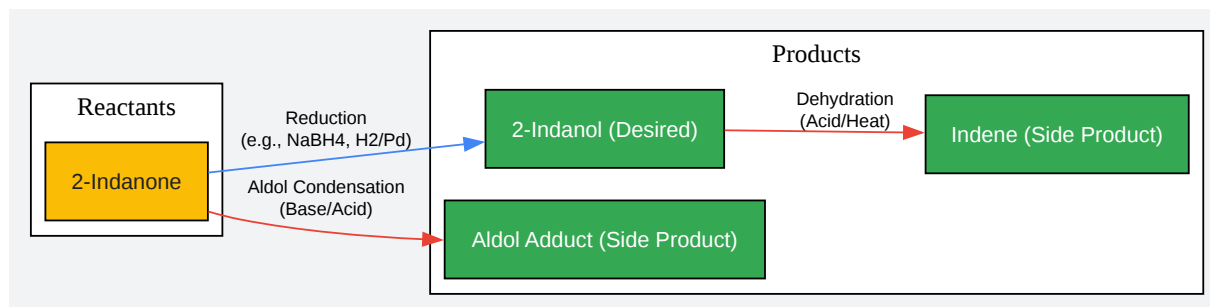 Reactants
2-Indanone
Reduction
(e.g., NaBH4, H2/Pd)
Aldol Condensation
(Base/Acid)
Products
2-Indanol (Desired)
Dehydration
(Acid/Heat)
Indene (Side Product)
Aldol Adduct (Side Product)